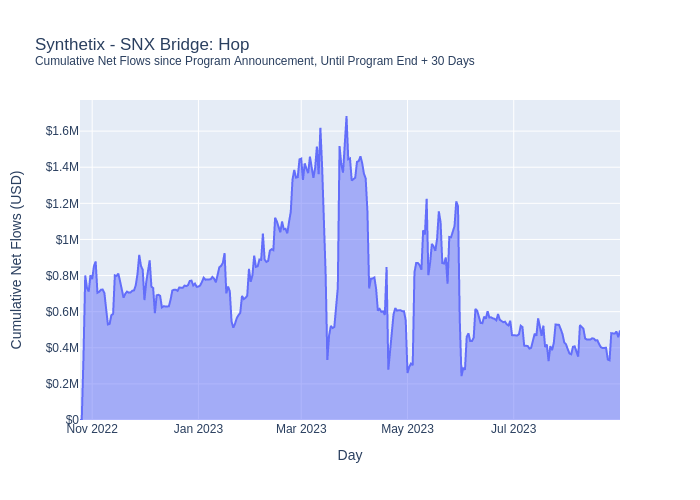 Synthetix - SNX Bridge: Hop
Cumulative Net Flows since Program Announcement, Until Program End + 30 Days
Cumulative Net Flows (USD)
$1.6M
$1.4M
$1.2M
$1M
$0.8M
$0.6M
$0.4M
$0.2M
$0
Nov 2022 Jan 2023 Mar 2023 May 2023 Jul 2023
Day